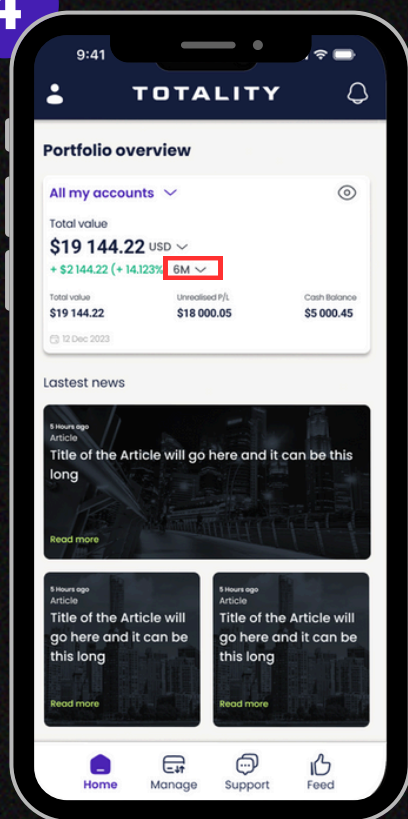 9:41
TOTALITY
Portfolio overview
All my accounts
Total value
$19 144.22 USD
+ $2 144.22 (+ 14.123% 6M
Total value Unrealised P/L Cash Balance
$19 144.22 $18 000.05 $5 000.45
12 Dec 2023
Lastest news
5 Hours ago
Article
Title of the Article will go here and it can be this
long
Read more
5 Hours ago
Article
Title of the Article will
go here and it can be
this long
Read more
5 Hours ago
Article
Title of the Article will
go here and it can be
this long
Read more
Home Manage Support Feed